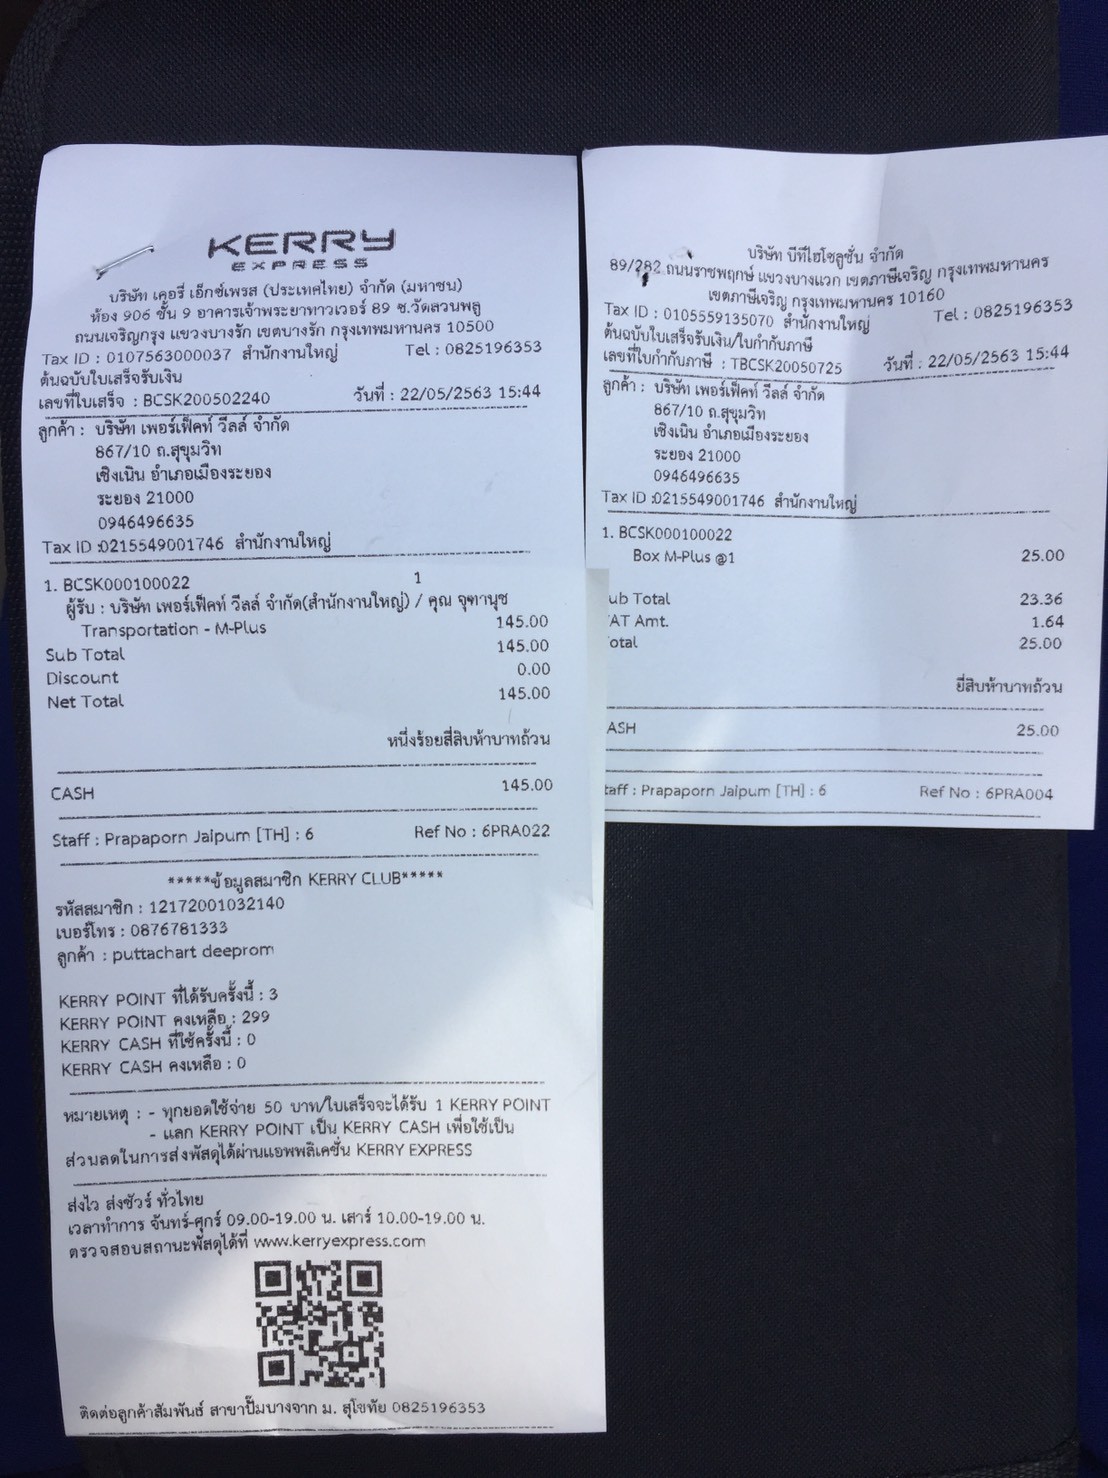 KERRY
EXPRESS
บริษัท เคอรี่ เอ็กซ์เพรส (ประเทศไทย) จำกัด (มหาชน)
ห้อง 906 ชั้น 9 อาคารเจ้าพระยาทาวเวอร์ 89 ซ.วัดสวนพลู
ถนนเจริญกรุง แขวงบางรัก เขตบางรัก กรุงเทพมหานคร 10500
Tax ID : 0107563000037 สำนักงานใหญ่ Tel : 0825196353
ต้นฉบับใบเสร็จรับเงิน
เลขที่ใบเสร็จ : BCSK200502240 วันที่ : 22/05/2563 15:44
ลูกค้า : บริษัท เพอร์เฟ็คท์ วีลล์ จำกัด
867/10 ถ.สุขุมวิท
เชิงเนิน อำเภอเมืองระยอง
ระยอง 21000
0946496635
Tax ID :0215549001746 สำนักงานใหญ่
1. BCSK000100022 1
ผู้รับ : บริษัท เพอร์เฟ็คท์ วีลล์ จำกัด(สำนักงานใหญ่) / คุณ จุฑานุช
Transportation - M-Plus 145.00
Sub Total 145.00
Discount 0.00
Net Total 145.00
หนึ่งร้อยสี่สิบห้าบาทถ้วน
CASH 145.00
Staff : Prapaporn Jaipum [TH] : 6 Ref No : 6PRA022
*****ข้อมูลสมาชิก KERRY CLUB*****
รหัสสมาชิก : 12172001032140
เบอร์โทร : 0876781333
ลูกค้า : puttachart deeprom
KERRY POINT ที่ได้รับครั้งนี้ : 3
KERRY POINT คงเหลือ : 299
KERRY CASH ที่ใช้ครั้งนี้ : 0
KERRY CASH คงเหลือ : 0
หมายเหตุ : - ทุกยอดใช้จ่าย 50 บาท/ใบเสร็จจะได้รับ 1 KERRY POINT
- แลก KERRY POINT เป็น KERRY CASH เพื่อใช้เป็น
ส่วนลดในการส่งพัสดุได้ผ่านแอพพลิเคชั่น KERRY EXPRESS
ส่งไว ส่งชัวร์ ทั่วไทย
เวลาทำการ จันทร์-ศุกร์ 09.00-19.00 น. เสาร์ 10.00-19.00 น.
ตรวจสอบสถานะพัสดุได้ที่ www.kerryexpress.com
ติดต่อลูกค้าสัมพันธ์ สาขาปั๊มบางจาก ม. สุโขทัย 0825196353
บริษัท บีทีไฮโซลูชั่น จำกัด
89/282 ถนนราชพฤกษ์ แขวงบางแวก เขตภาษีเจริญ กรุงเทพมหานคร
เขตภาษีเจริญ กรุงเทพมหานคร 10160
Tax ID : 0105559135070 สำนักงานใหญ่ Tel : 0825196353
ต้นฉบับใบเสร็จรับเงิน/ใบกำกับภาษี
เลขที่ใบกำกับภาษี : TBCSK20050725 วันที่ : 22/05/2563 15:44
ลูกค้า : บริษัท เพอร์เฟ็คท์ วีลล์ จำกัด
867/10 ถ.สุขุมวิท
เชิงเนิน อำเภอเมืองระยอง
ระยอง 21000
0946496635
Tax ID :0215549001746 สำนักงานใหญ่
1. BCSK000100022
Box M-Plus @1 25.00
ub Total 23.36
AT Amt. 1.64
otal 25.00
ยี่สิบห้าบาทถ้วน
ASH 25.00
taff : Prapaporn Jaipum [TH] : 6 Ref No : 6PRA004